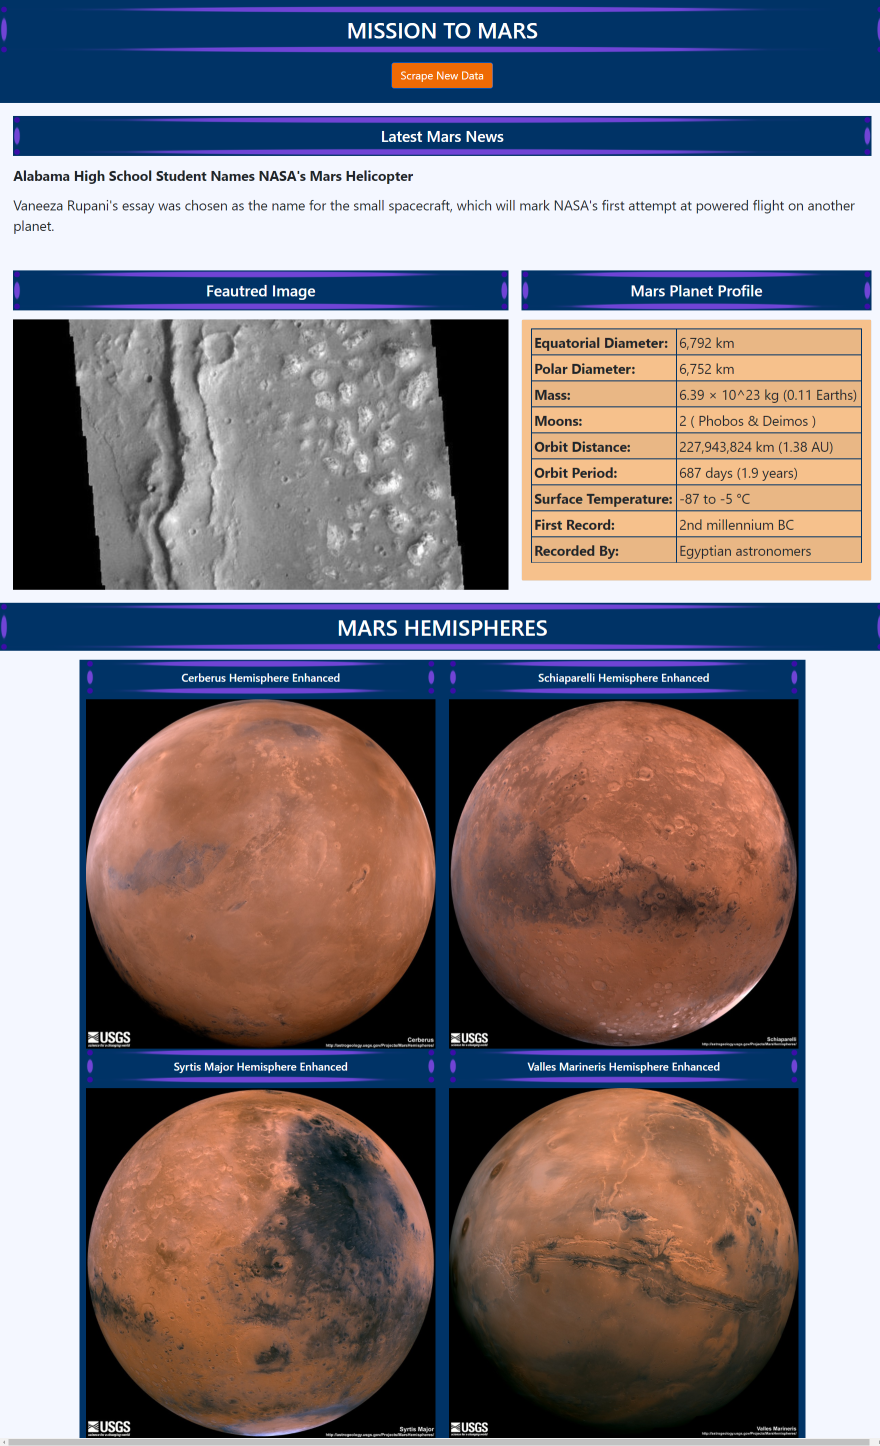 MISSION TO MARS
Scrape New Data
Latest Mars News
Alabama High School Student Names NASA's Mars Helicopter
Vaneeza Rupani's essay was chosen as the name for the small spacecraft, which will mark NASA's first attempt at powered flight on another
planet.
Feautred Image
Mars Planet Profile
Equatorial Diameter: 6,792 km
Polar Diameter: 6,752 km
Mass: 6.39 × 10^23 kg (0.11 Earths)
Moons: 2 ( Phobos & Deimos )
Orbit Distance: 227,943,824 km (1.38 AU)
Orbit Period: 687 days (1.9 years)
Surface Temperature: -87 to -5 °C
First Record: 2nd millennium BC
Recorded By: Egyptian astronomers
MARS HEMISPHERES
Cerberus Hemisphere Enhanced
Schiaparelli Hemisphere Enhanced
USGS
Cerberus
USGS
Schiaparelli
Syrtis Major Hemisphere Enhanced
Valles Marineris Hemisphere Enhanced
USGS
Syrtis Major
USGS
Valles Marineris